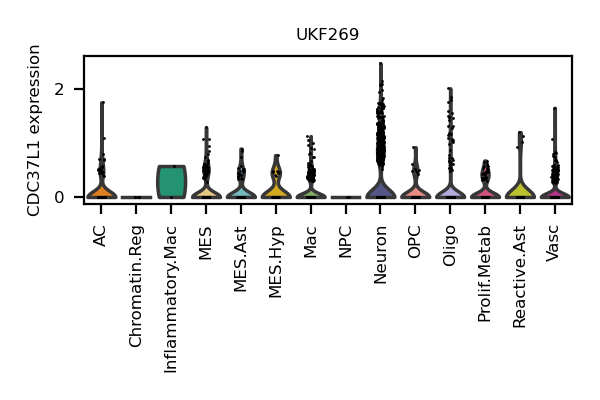 UKF269
CDC37L1 expression
2
0
AC
Chromatin.Reg
Inflammatory.Mac
MES
MES.Ast
MES.Hyp
Mac
NPC
Neuron
OPC
Oligo
Prolif.Metab
Reactive.Ast
Vasc